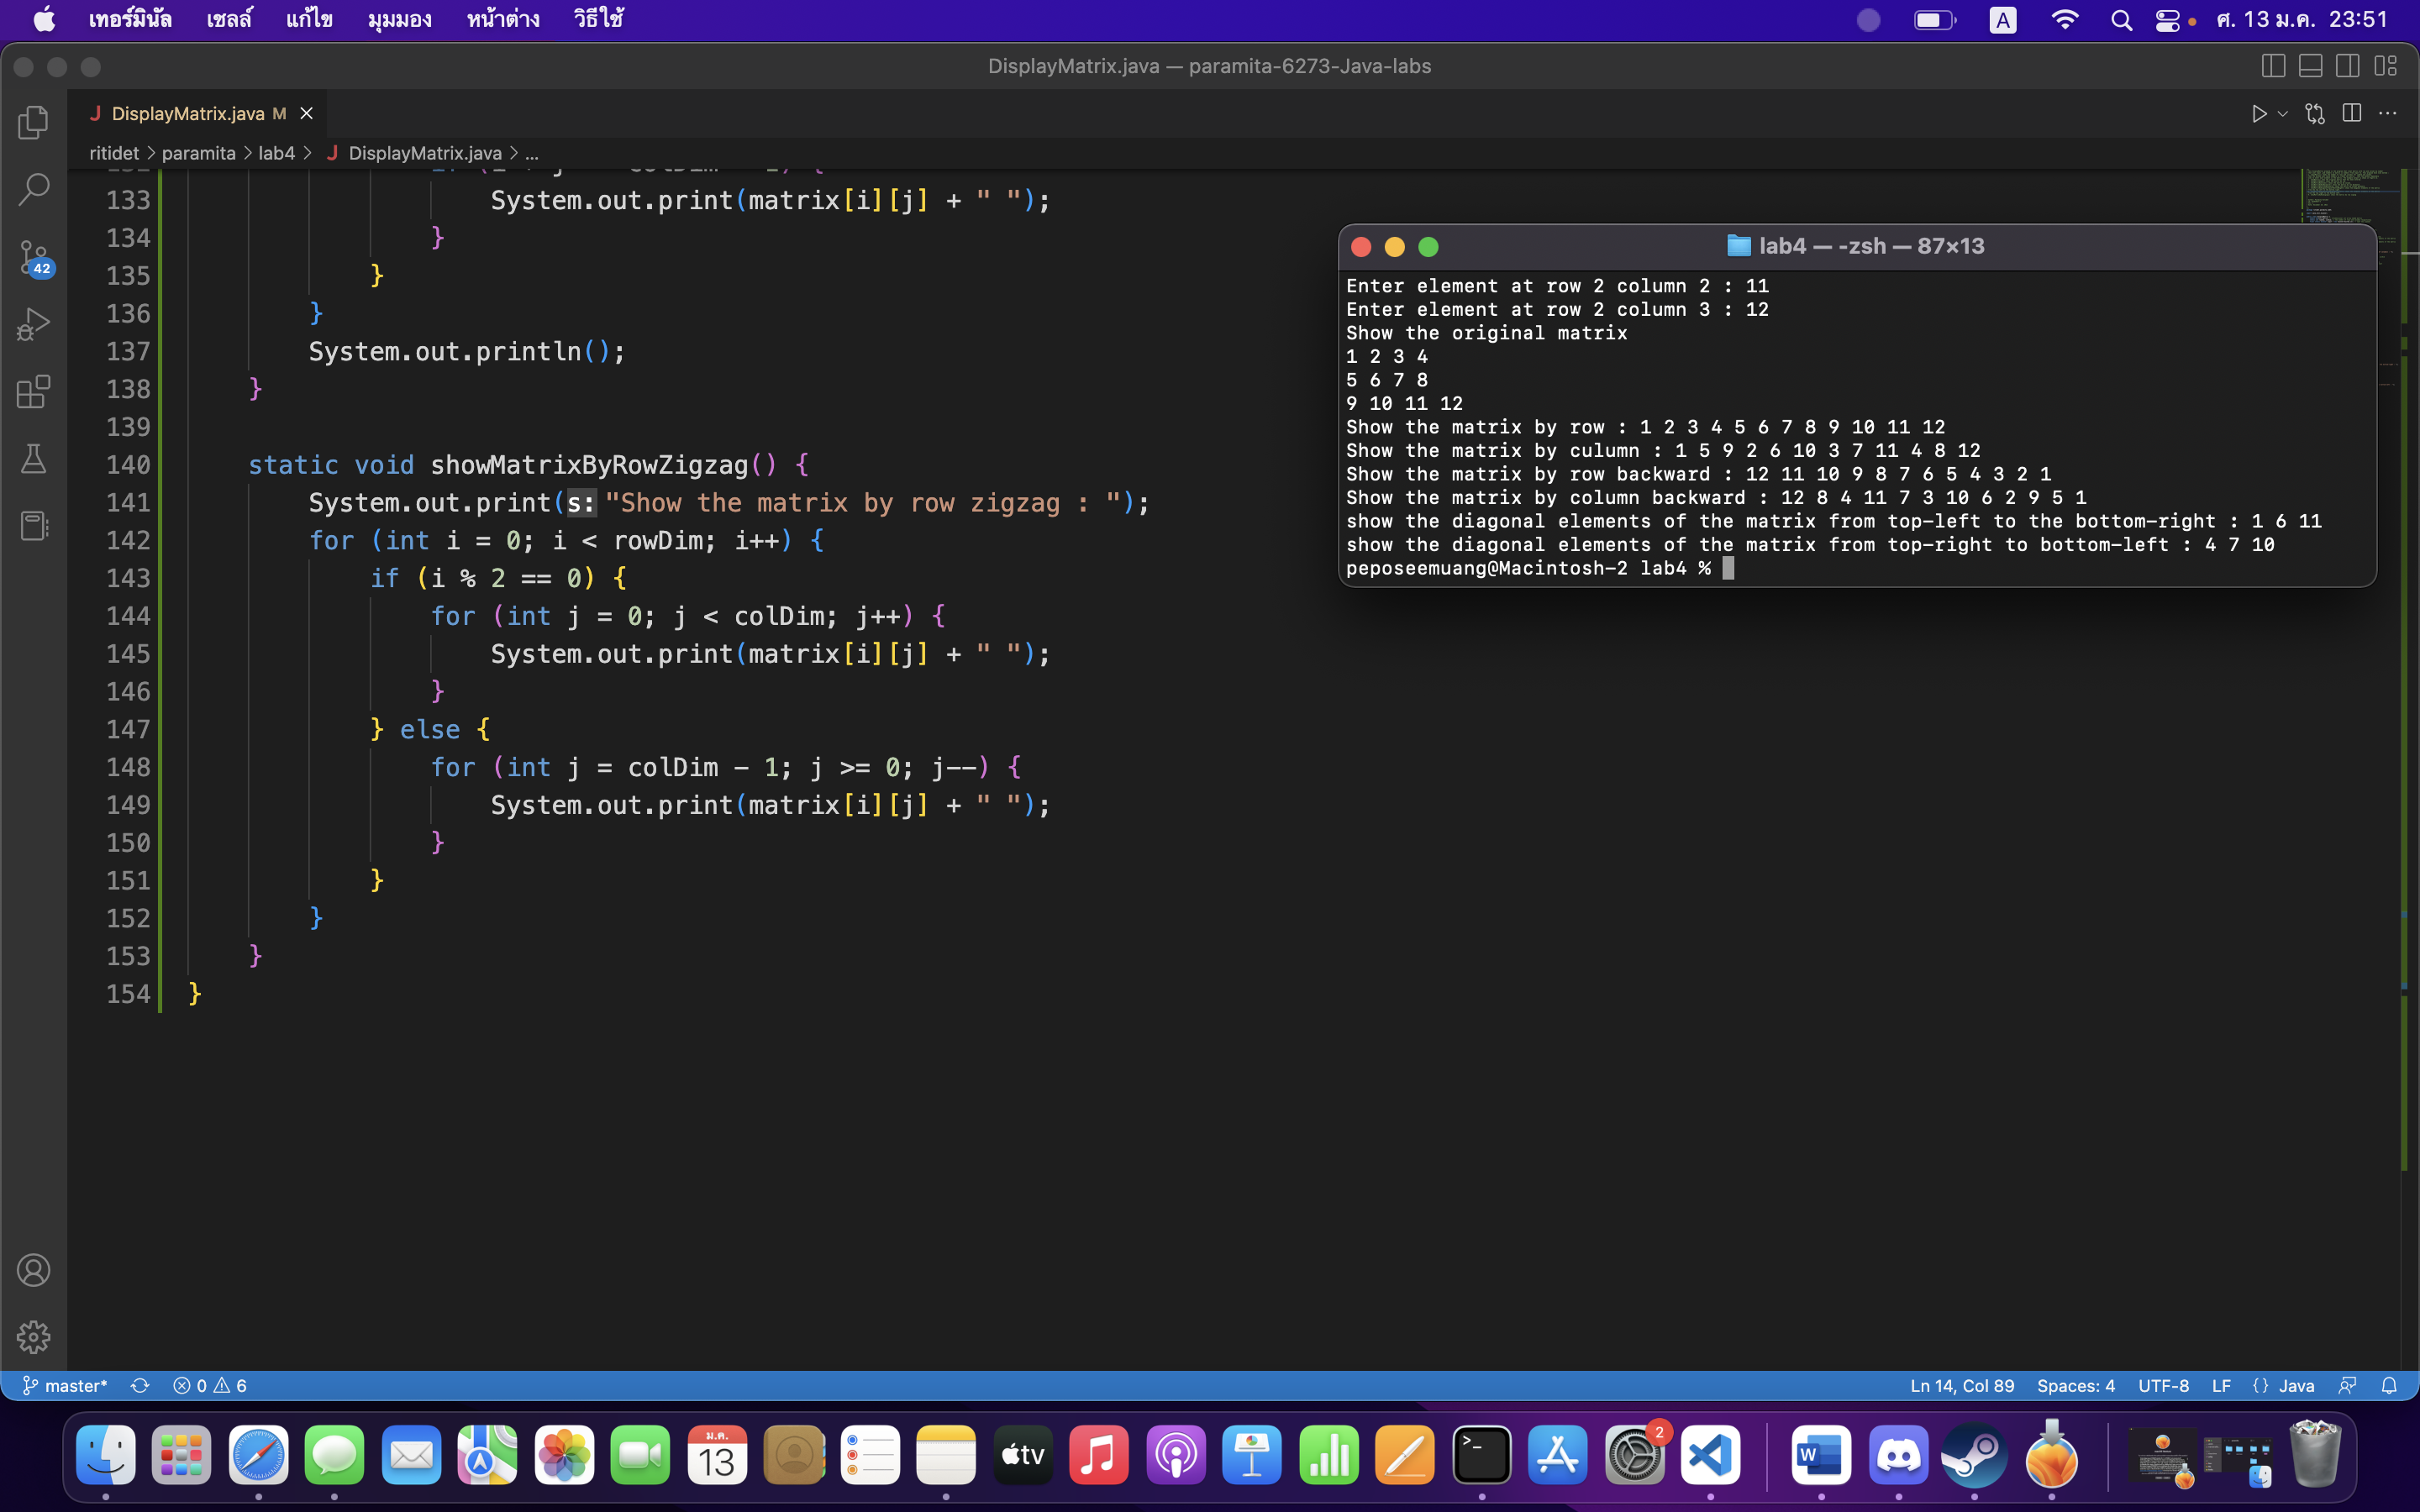 เทอร์มินัล เชลล์ แก้ไข มุมมอง หน้าต่าง วิธีใช้ A ศ. 13 ม.ค. 23:51
DisplayMatrix.java — paramita-6273-Java-labs
J DisplayMatrix.java M
ritidet > paramita > lab4 > J DisplayMatrix.java > ...
133 System.out.print(matrix[i][j] + " ");
134 }
135 }
136 }
137 System.out.println();
138 }
139
140 static void showMatrixByRowZigzag() {
141 System.out.print(s:"Show the matrix by row zigzag : ");
142 for (int i = 0; i < rowDim; i++) {
143 if (i % 2 == 0) {
144 for (int j = 0; j < colDim; j++) {
145 System.out.print(matrix[i][j] + " ");
146 }
147 } else {
148 for (int j = colDim - 1; j >= 0; j--) {
149 System.out.print(matrix[i][j] + " ");
150 }
151 }
152 }
153 }
154 }
42
lab4 — -zsh — 87×13
Enter element at row 2 column 2 : 11
Enter element at row 2 column 3 : 12
Show the original matrix
1 2 3 4
5 6 7 8
9 10 11 12
Show the matrix by row : 1 2 3 4 5 6 7 8 9 10 11 12
Show the matrix by culumn : 1 5 9 2 6 10 3 7 11 4 8 12
Show the matrix by row backward : 12 11 10 9 8 7 6 5 4 3 2 1
Show the matrix by column backward : 12 8 4 11 7 3 10 6 2 9 5 1
show the diagonal elements of the matrix from top-left to the bottom-right : 1 6 11
show the diagonal elements of the matrix from top-right to bottom-left : 4 7 10
peposeemuang@Macintosh-2 lab4 %
master* 0 6 Ln 14, Col 89 Spaces: 4 UTF-8 LF {} Java
ม.ค.
13
tv
>_
2
W